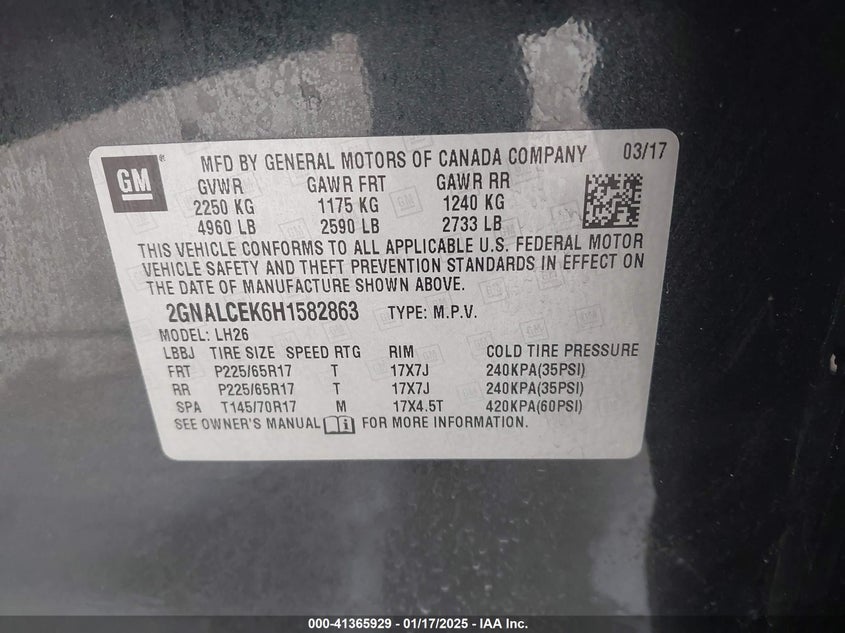 GM ® MFD BY GENERAL MOTORS OF CANADA COMPANY 03/17
GVWR GAWR FRT GAWR RR
2250 KG 1175 KG 1240 KG
4960 LB 2590 LB 2733 LB
THIS VEHICLE CONFORMS TO ALL APPLICABLE U.S. FEDERAL MOTOR
VEHICLE SAFETY AND THEFT PREVENTION STANDARDS IN EFFECT ON
THE DATE OF MANUFACTURE SHOWN ABOVE.
2GNALCEK6H1582863 TYPE: M.P.V.
MODEL: LH26
LBBJ TIRE SIZE SPEED RTG RIM COLD TIRE PRESSURE
FRT P225/65R17 T 17X7J 240KPA(35PSI)
RR P225/65R17 T 17X7J 240KPA(35PSI)
SPA T145/70R17 M 17X4.5T 420KPA(60PSI)
SEE OWNER'S MANUAL FOR MORE INFORMATION.
000-41365929 - 01/17/2025 - IAA Inc.